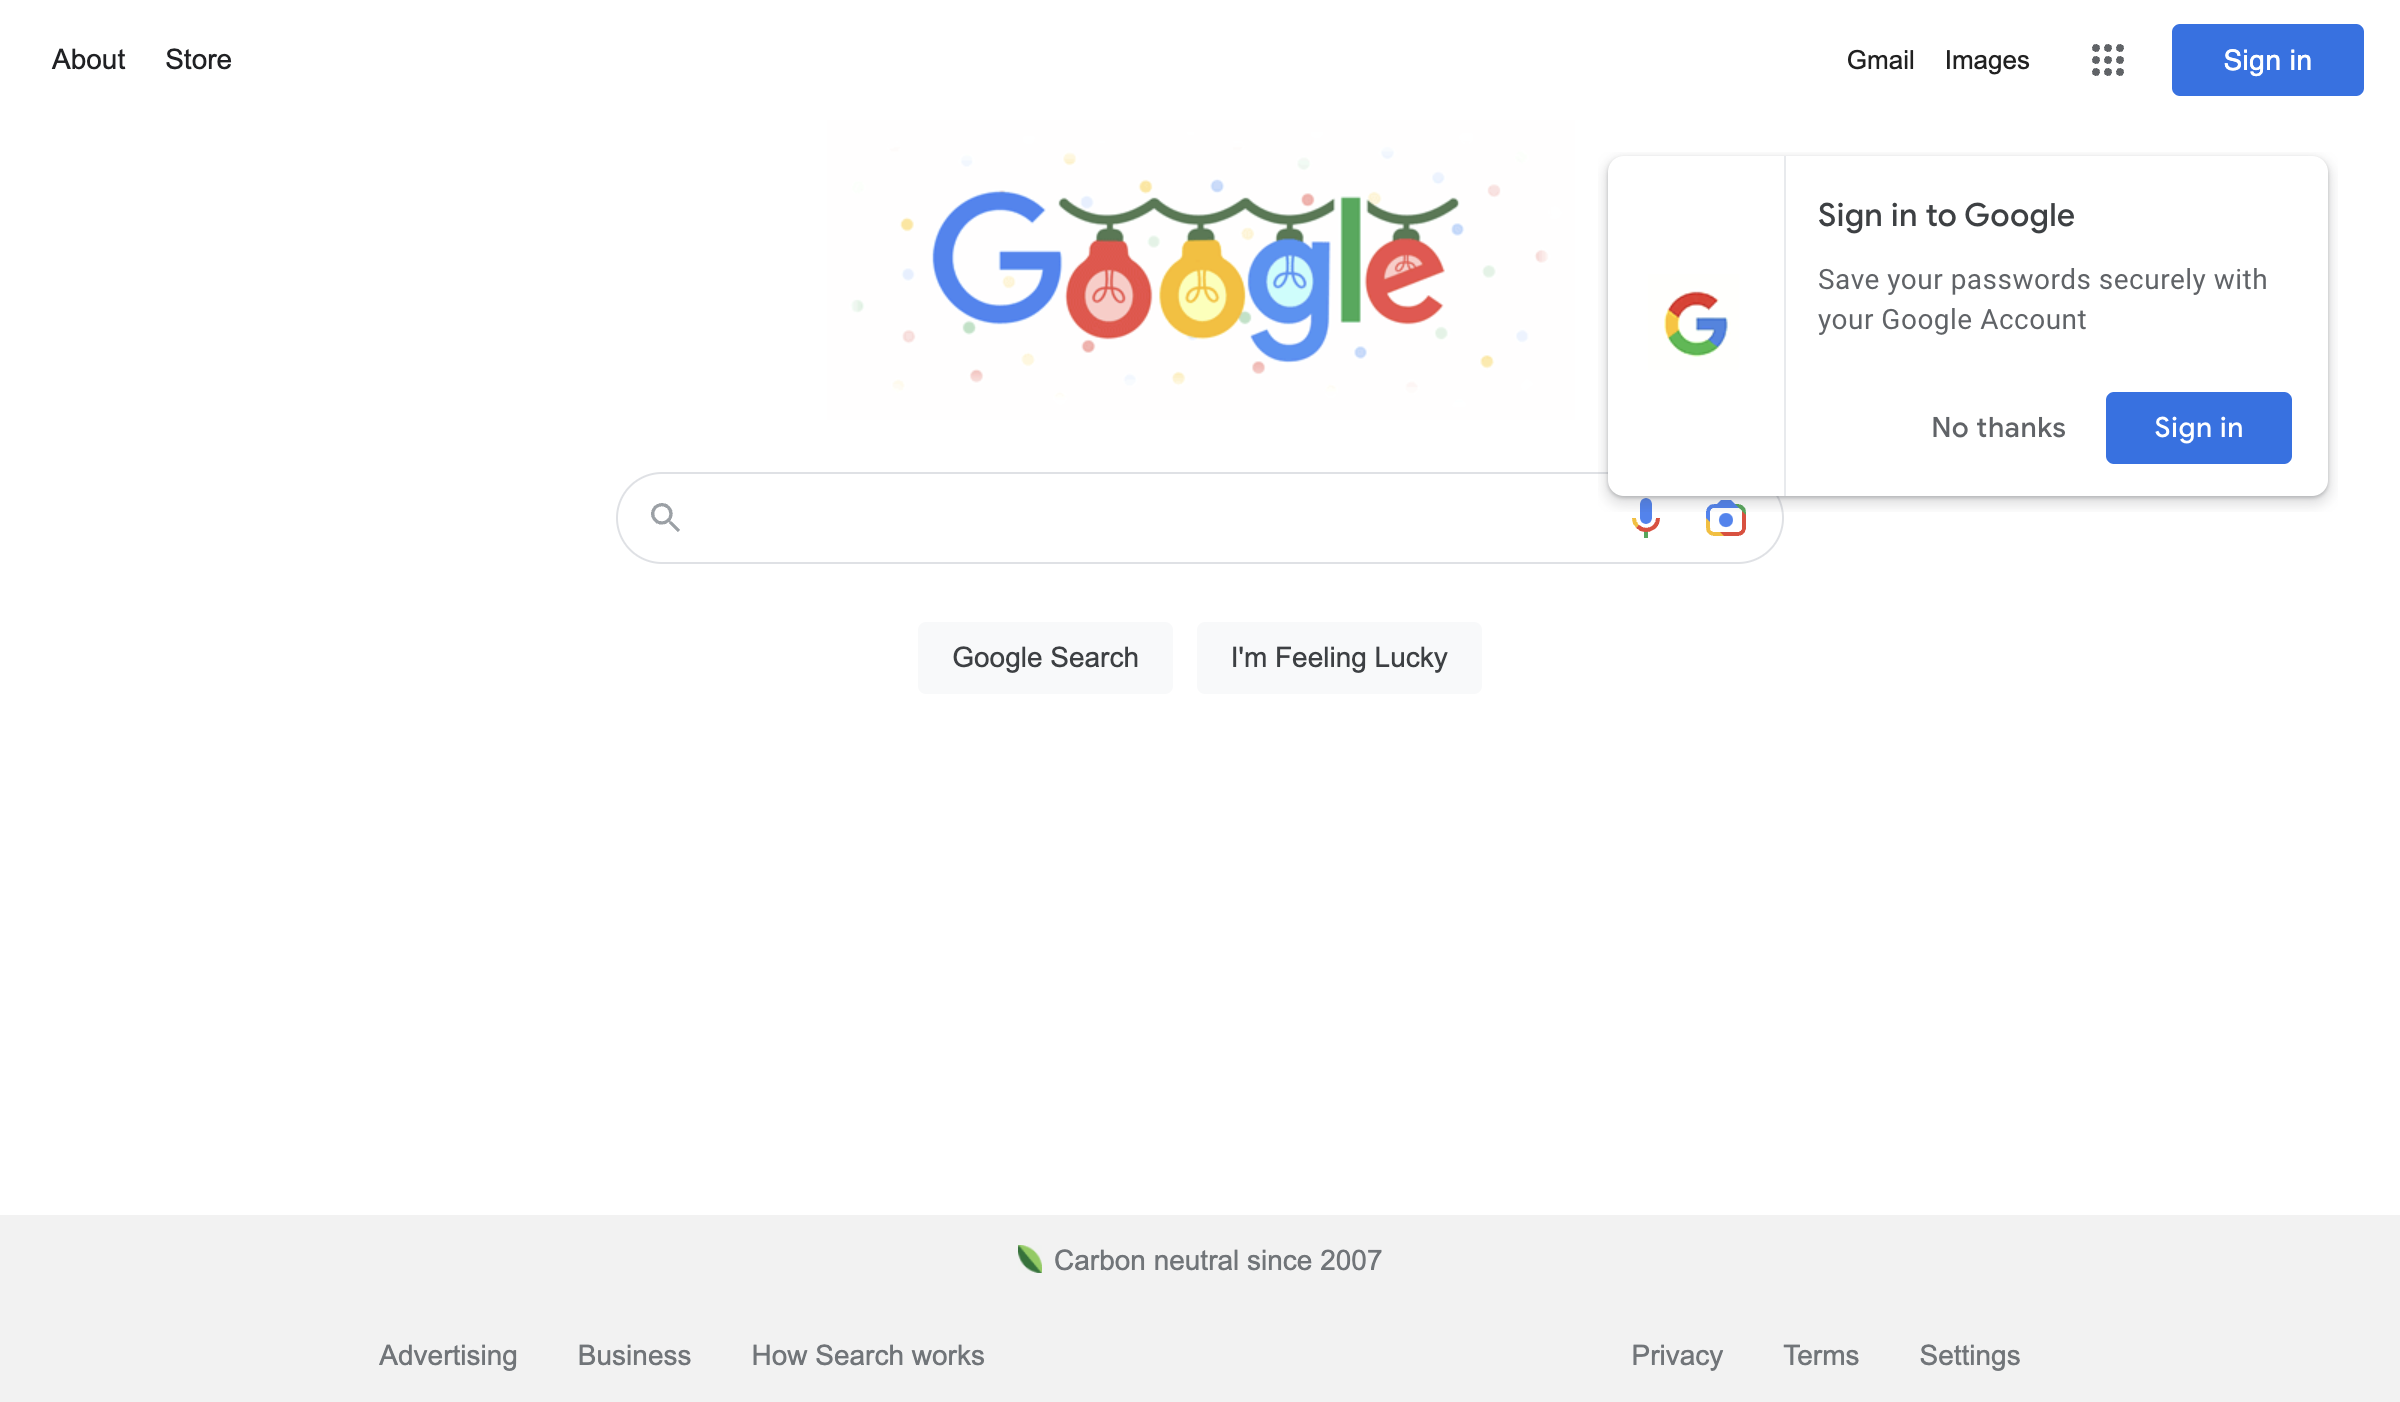 About Store
Gmail Images Sign in
Google
Sign in to Google
Save your passwords securely with
your Google Account
No thanks Sign in
Google Search I'm Feeling Lucky
Carbon neutral since 2007
Advertising Business How Search works
Privacy Terms Settings